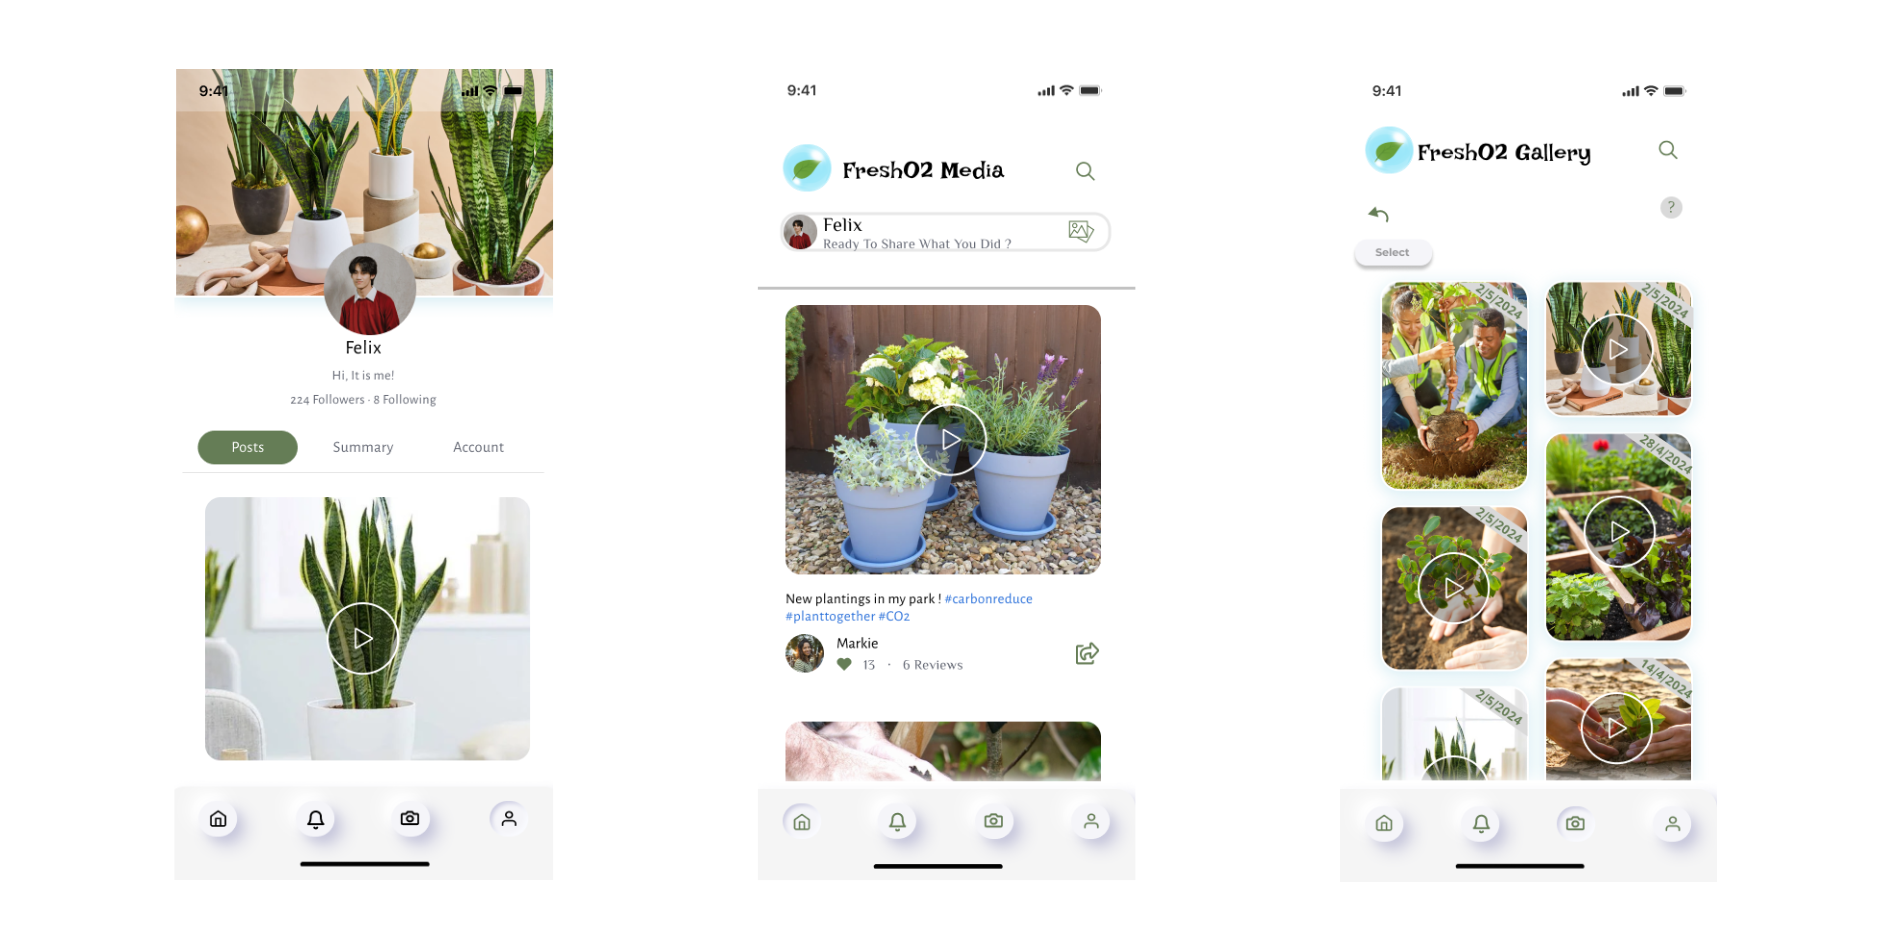 9:41
Felix
Hi, It is me!
224 Followers · 8 Following
Posts Summary Account
9:41
FreshO2 Media
Felix
Ready To Share What You Did ?
New plantings in my park ! #carbonreduce
#planttogether #CO2
Markie
13 · 6 Reviews
9:41
FreshO2 Gallery
?
Select
2/5/2024
2/5/2024
28/4/2024
2/5/2024
14/4/2024
2/5/2024